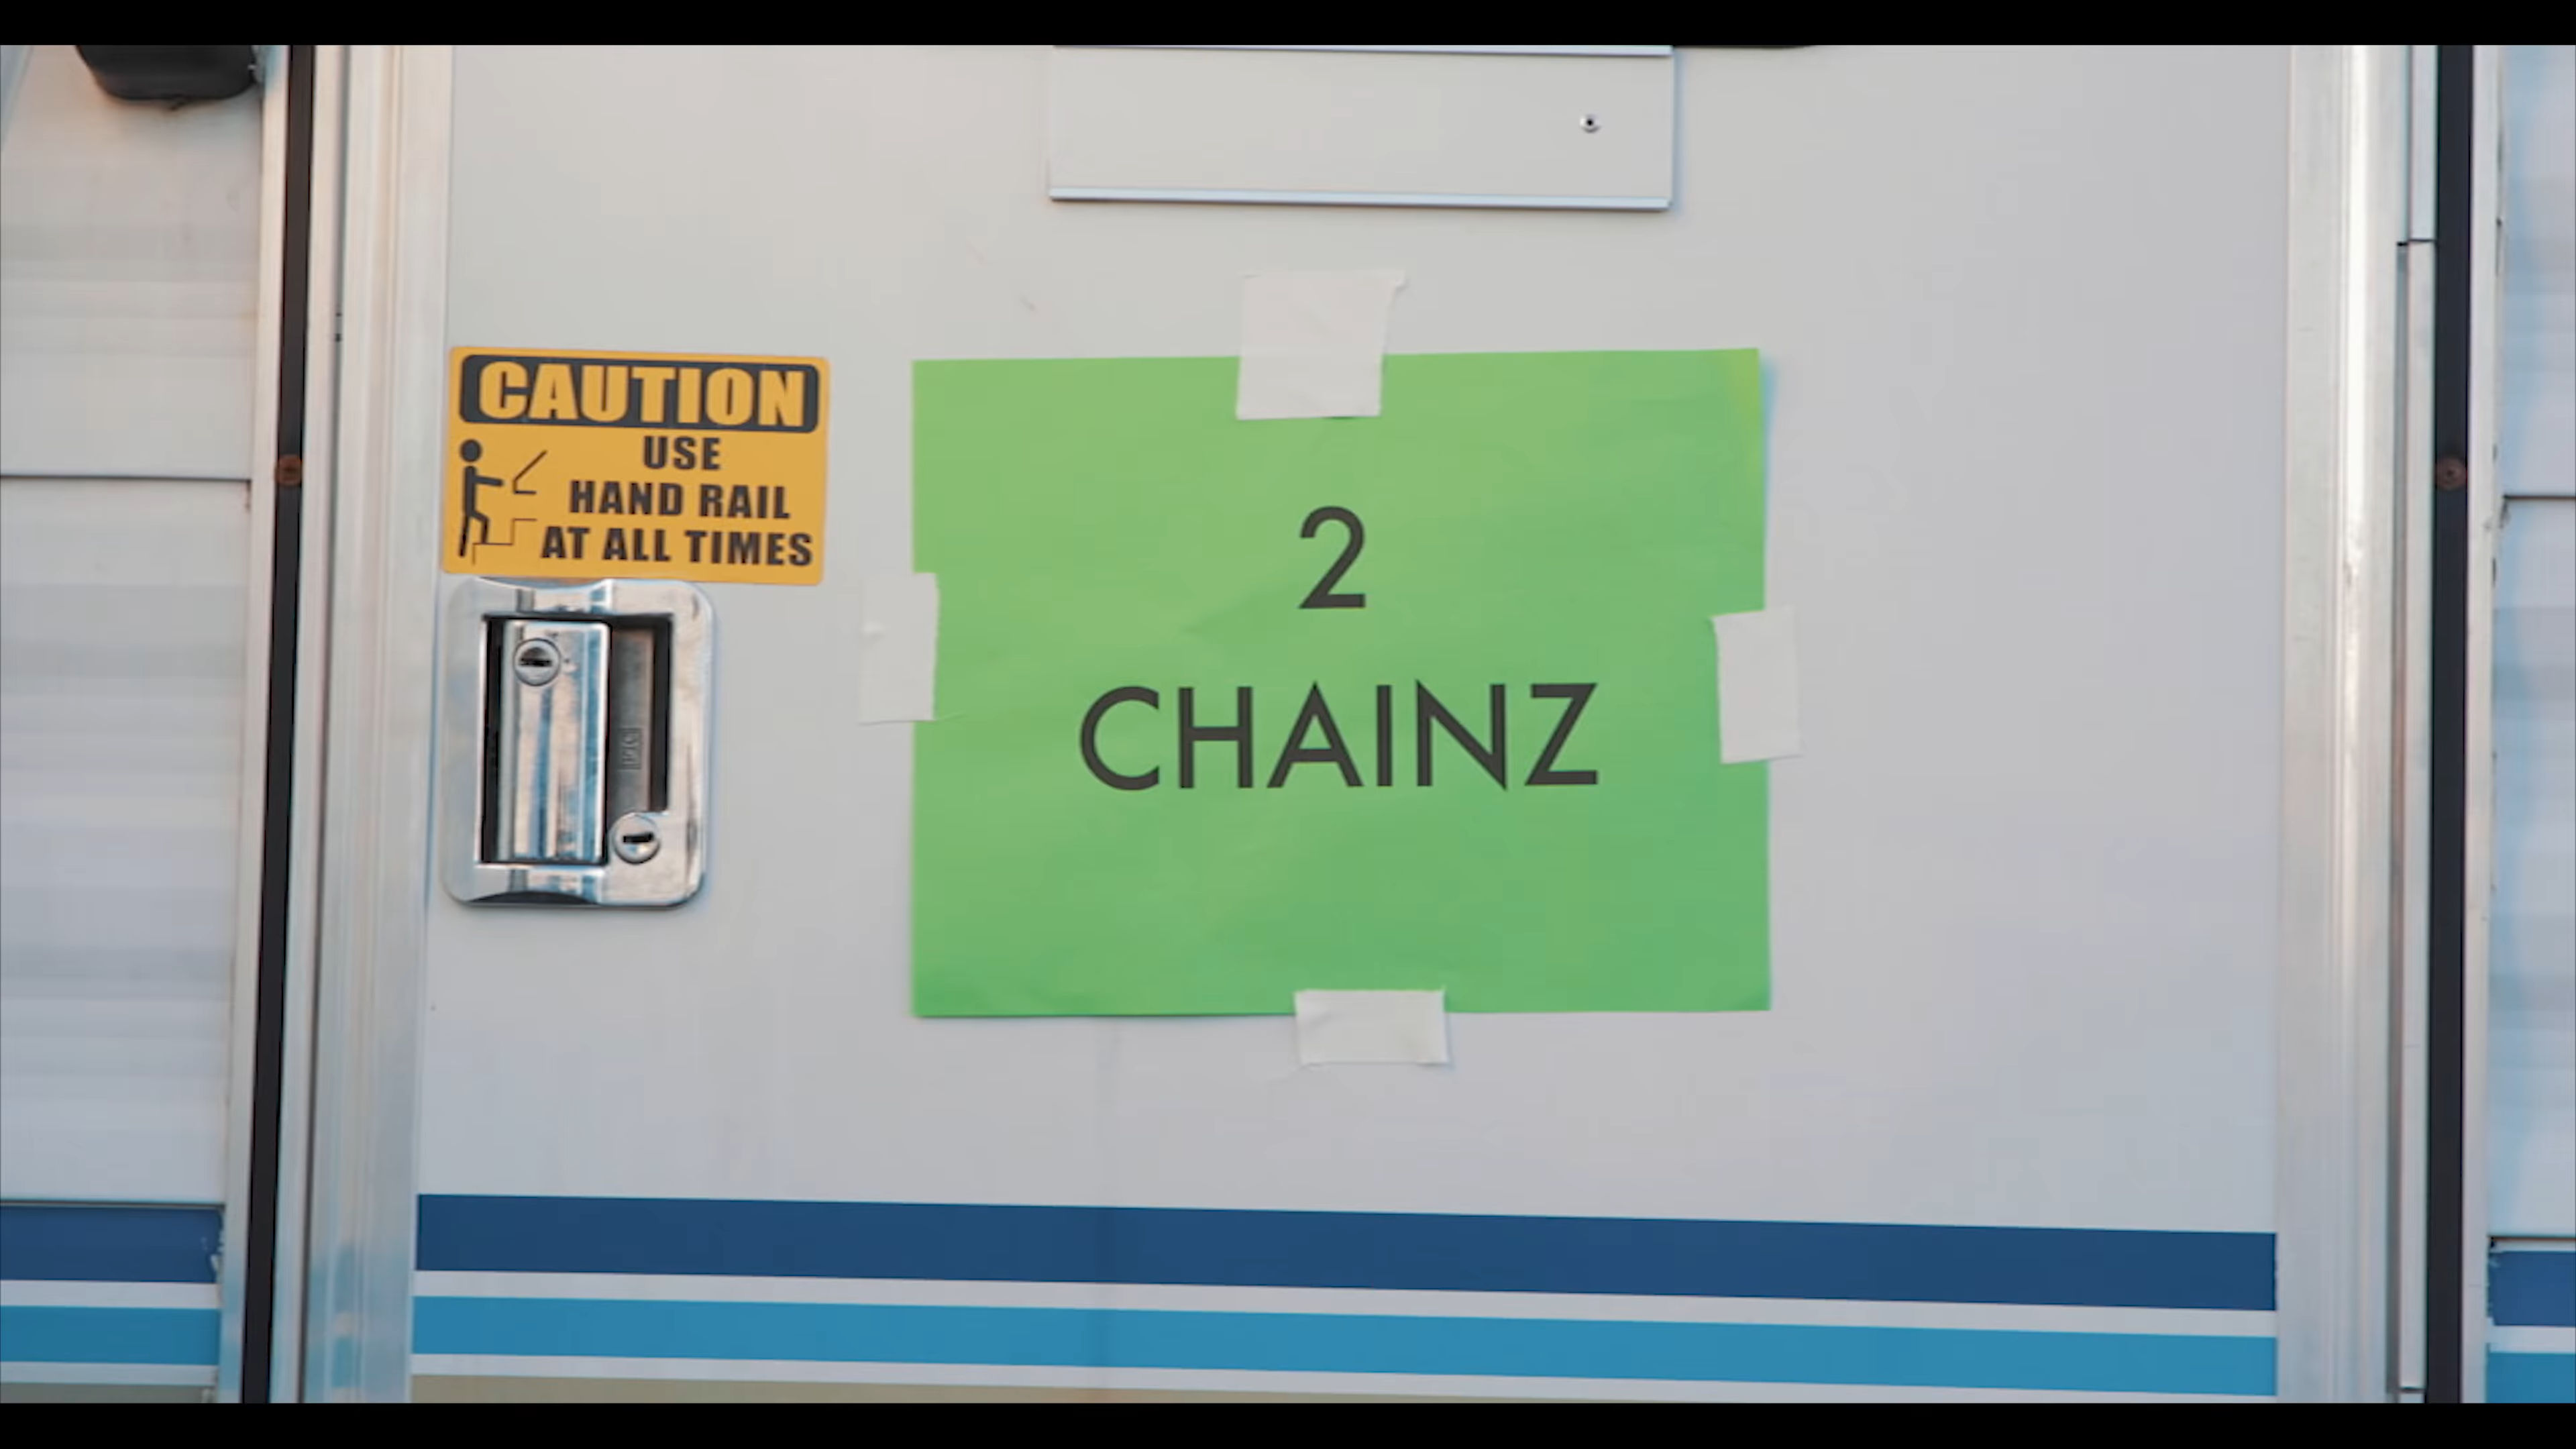 CAUTION
USE
HAND RAIL
AT ALL TIMES
2
CHAINZ